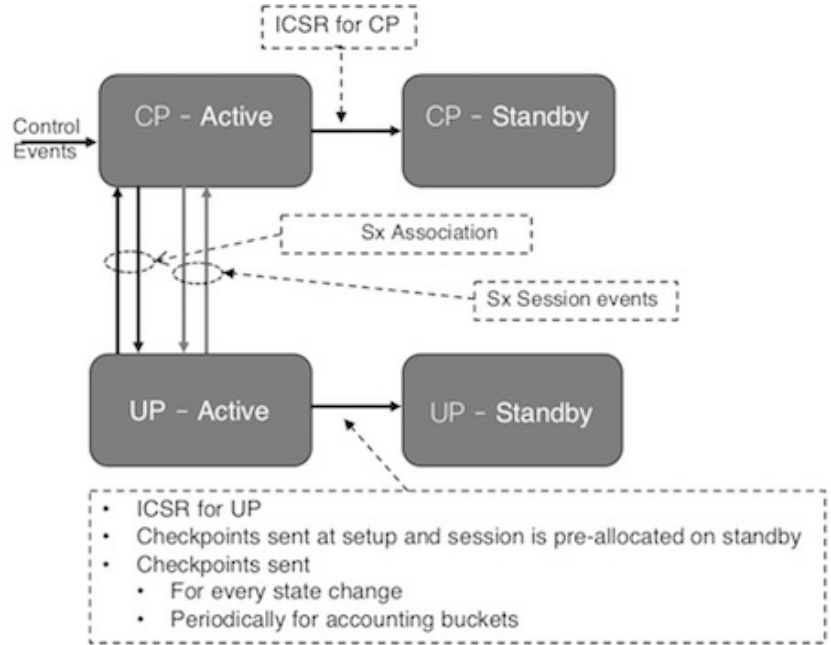 ICSR for CP
CP - Active
CP - Standby
Control
Events
Sx Association
Sx Session events
UP - Active
UP - Standby
• ICSR for UP
• Checkpoints sent at setup and session is pre-allocated on standby
• Checkpoints sent
• For every state change
• Periodically for accounting buckets